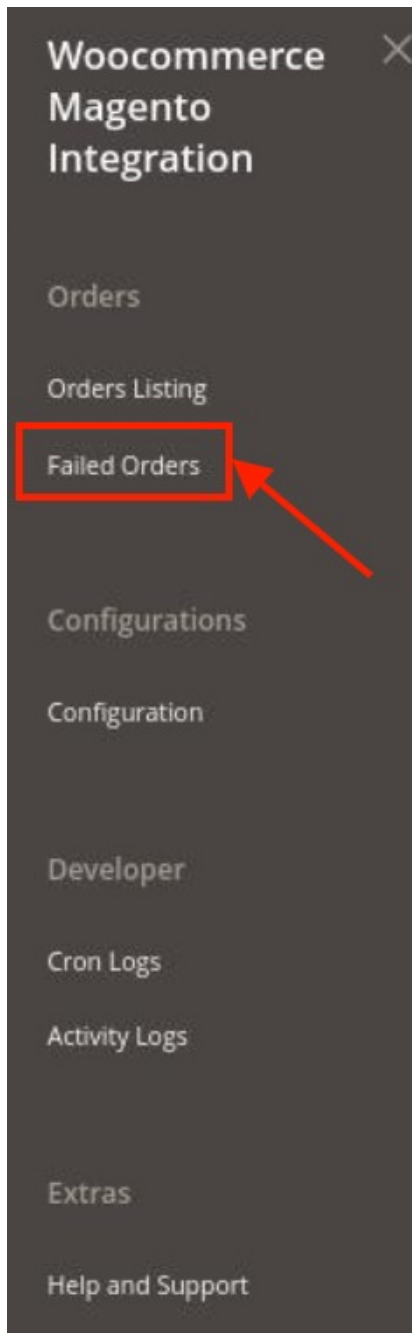 Woocommerce
Magento
Integration
Orders
Orders Listing
Failed Orders
Configurations
Configuration
Developer
Cron Logs
Activity Logs
Extras
Help and Support